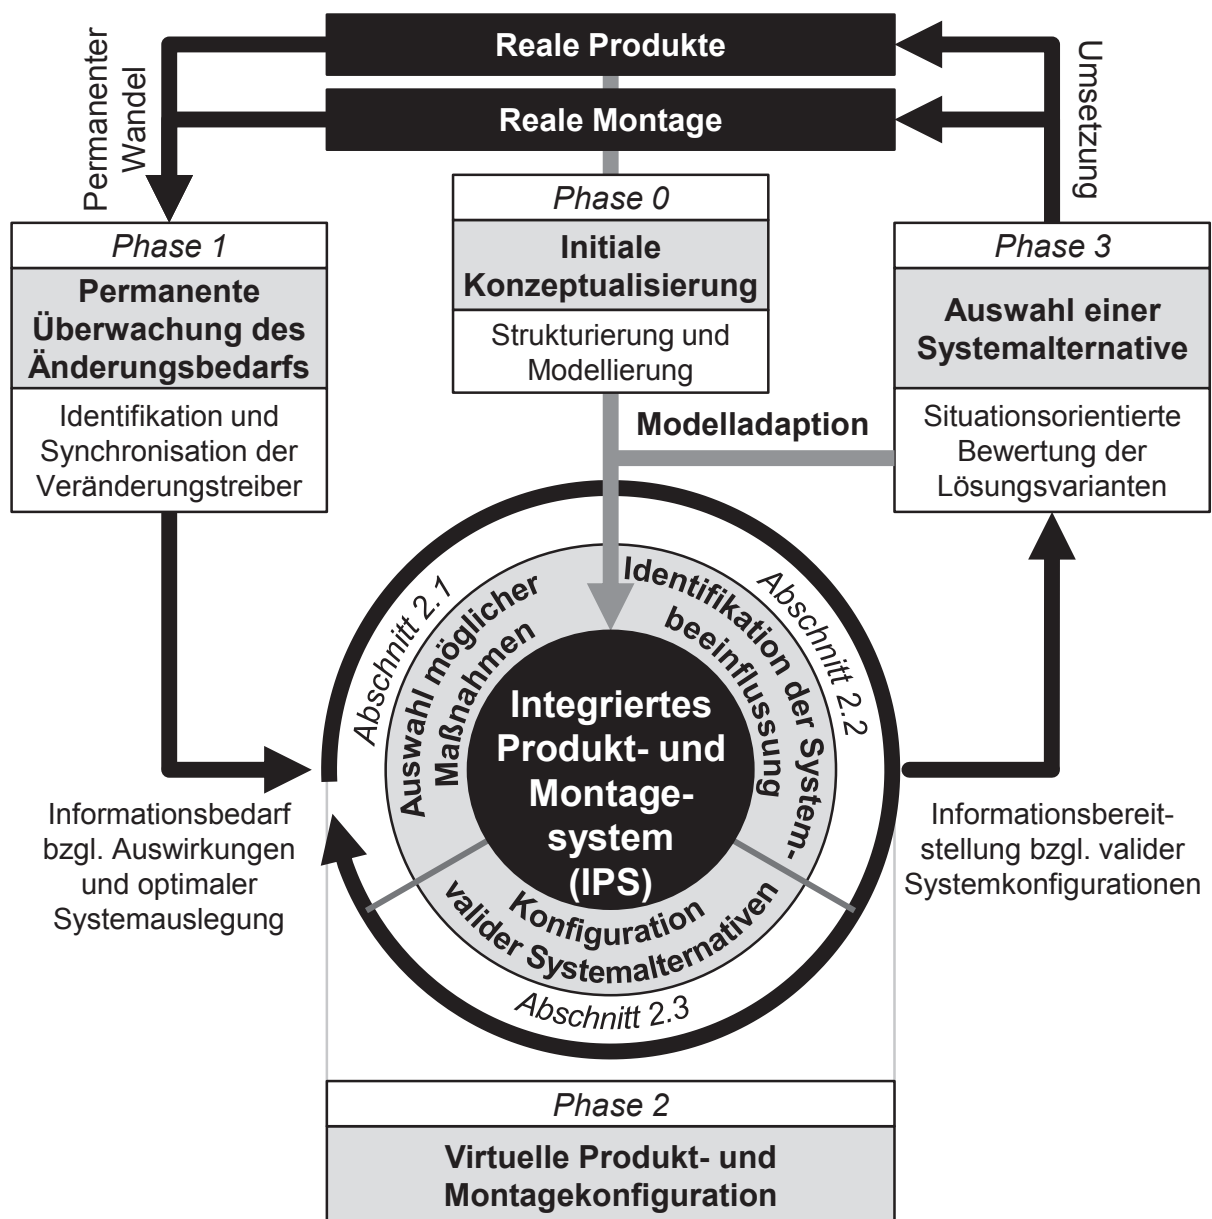 Reale Produkte
Reale Montage
Permanenter
Wandel
Umsetzung
Phase 0
Initiale
Konzeptualisierung
Strukturierung und
Modellierung
Phase 1
Permanente
Überwachung des
Änderungsbedarfs
Identifikation und
Synchronisation der
Veränderungstreiber
Phase 3
Auswahl einer
Systemalternative
Situationsorientierte
Bewertung der
Lösungsvarianten
Modelladaption
Abschnitt 2.1
Auswahl möglicher
Maßnahmen
Abschnitt 2.2
Identifikation der System-
beeinflussung
Integriertes
Produkt- und
Montage-
system
(IPS)
Konfiguration
valider Systemalternativen
Abschnitt 2.3
Informationsbedarf
bzgl. Auswirkungen
und optimaler
Systemauslegung
Informationsbereit-
stellung bzgl. valider
Systemkonfigurationen
Phase 2
Virtuelle Produkt- und
Montagekonfiguration